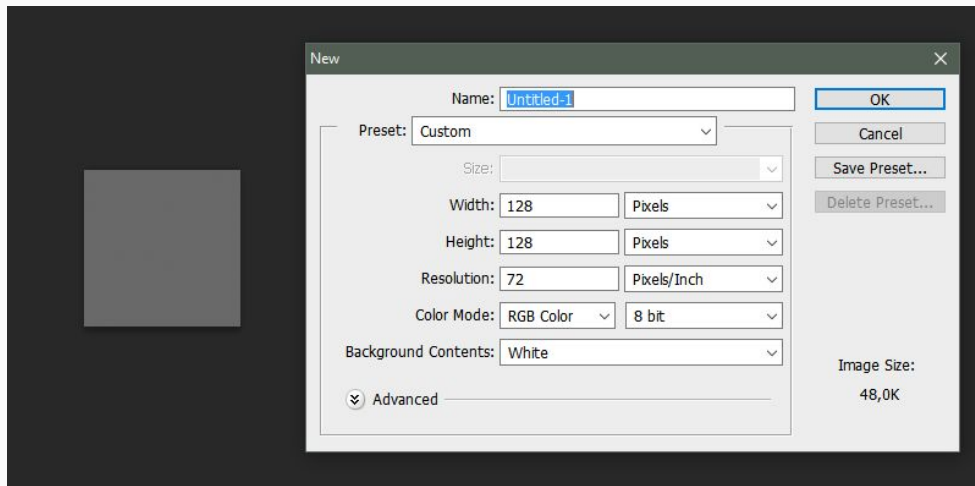 New
Name: Untitled-1
OK
Preset: Custom
Cancel
Size:
Save Preset...
Width: 128 Pixels
Delete Preset...
Height: 128 Pixels
Resolution: 72 Pixels/Inch
Color Mode: RGB Color 8 bit
Background Contents: White
Image Size:
Advanced
48,0K